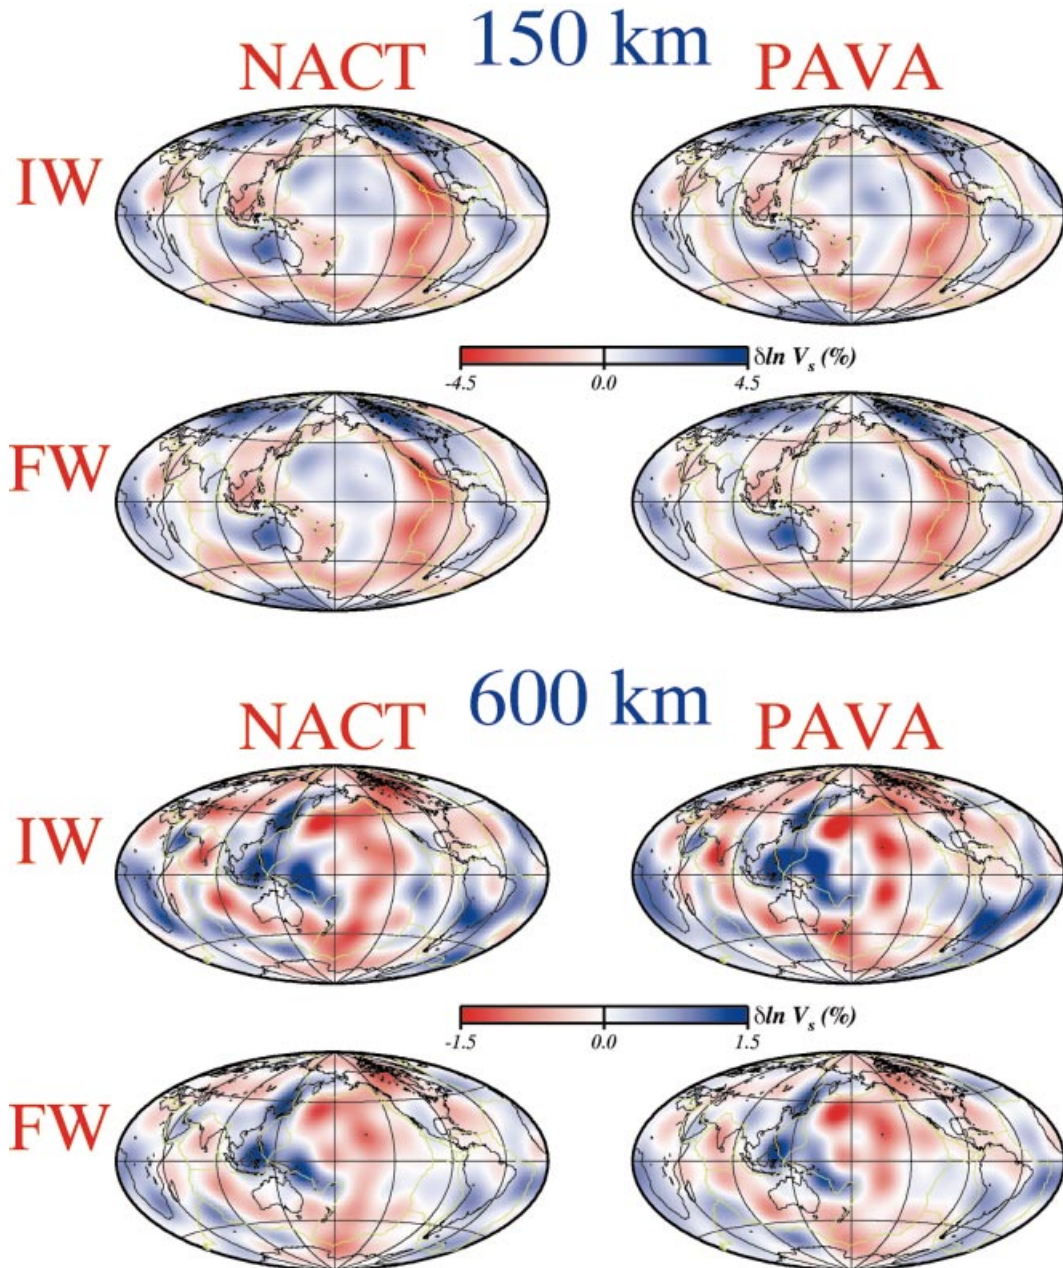 150 km
NACT PAVA
IW
-4.5 0.0 4.5 δln Vs (%)
FW
600 km
NACT PAVA
IW
-1.5 0.0 1.5 δln Vs (%)
FW